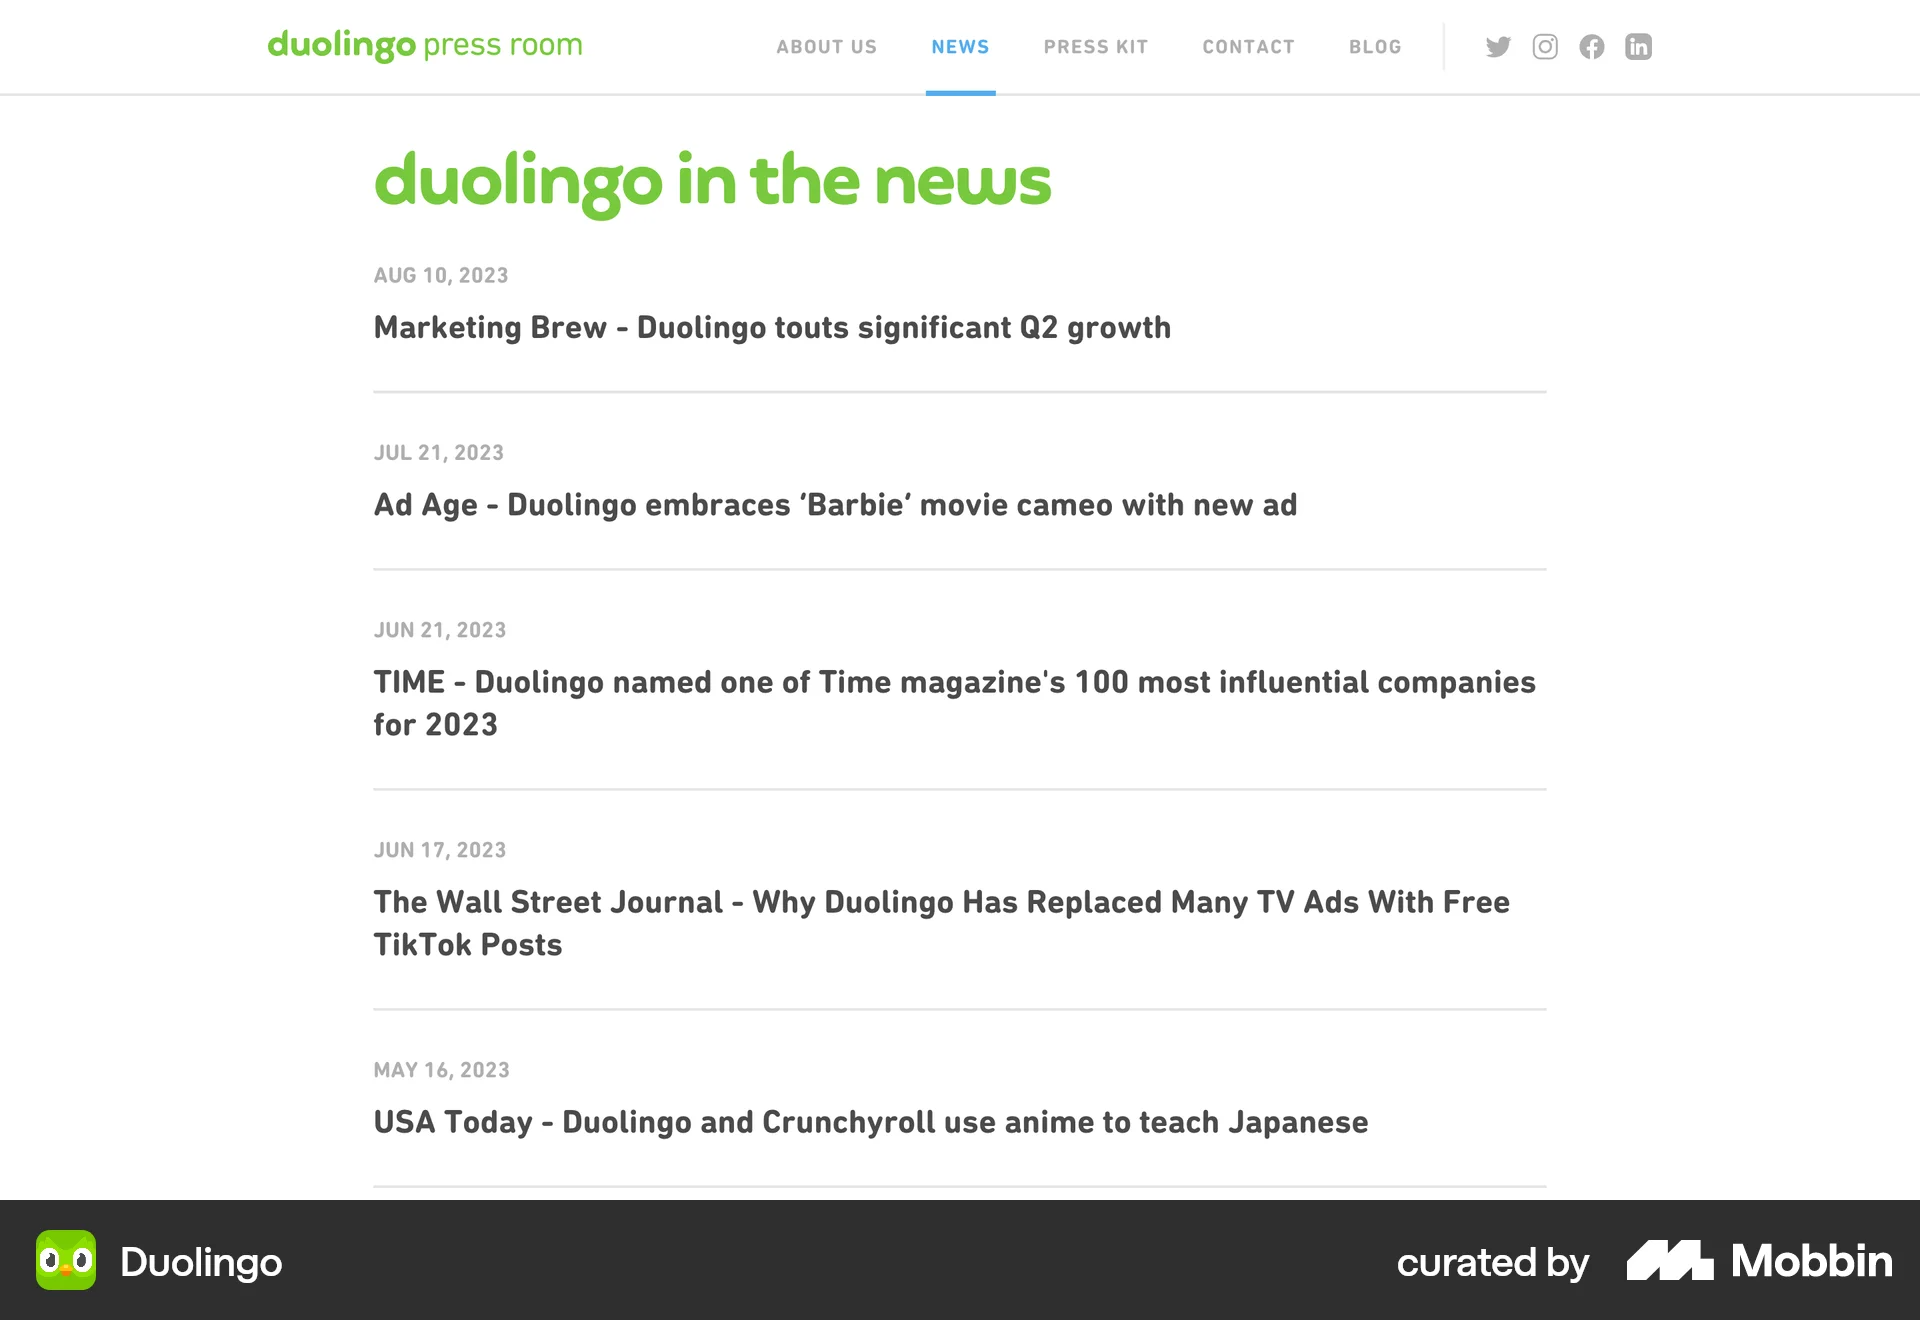 duolingo press room
ABOUT US NEWS PRESS KIT CONTACT BLOG
duolingo in the news
AUG 10, 2023
Marketing Brew - Duolingo touts significant Q2 growth
JUL 21, 2023
Ad Age - Duolingo embraces ‘Barbie’ movie cameo with new ad
JUN 21, 2023
TIME - Duolingo named one of Time magazine's 100 most influential companies
for 2023
JUN 17, 2023
The Wall Street Journal - Why Duolingo Has Replaced Many TV Ads With Free
TikTok Posts
MAY 16, 2023
USA Today - Duolingo and Crunchyroll use anime to teach Japanese
Duolingo
curated by Mobbin